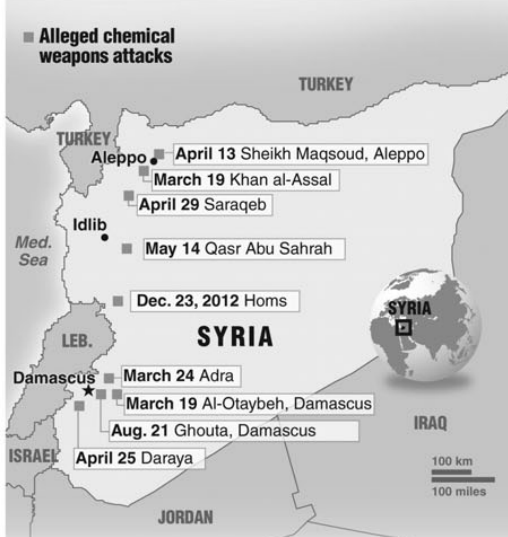 Alleged chemical
weapons attacks
TURKEY
TURKEY
Aleppo
April 13 Sheikh Maqsoud, Aleppo
March 19 Khan al-Assal
April 29 Saraqeb
Idlib
Med.
Sea
May 14 Qasr Abu Sahrah
Dec. 23, 2012 Homs
SYRIA
SYRIA
LEB.
Damascus
March 24 Adra
March 19 Al-Otaybeh, Damascus
Aug. 21 Ghouta, Damascus
IRAQ
ISRAEL
April 25 Daraya
100 km
100 miles
JORDAN